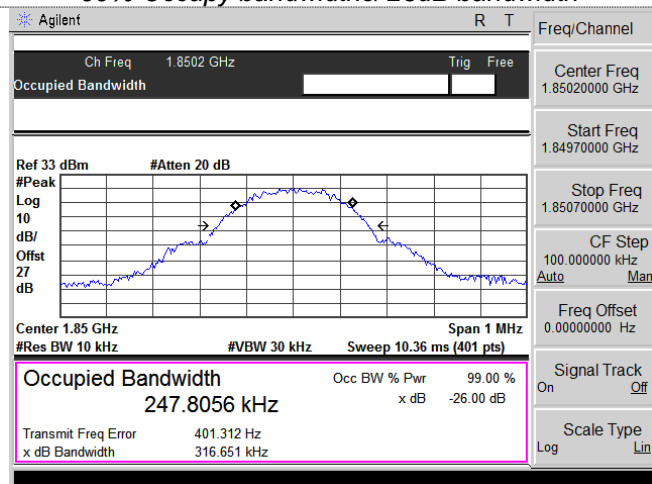 Agilent R T
Freq/Channel
Ch Freq 1.8502 GHz Trig Free
Occupied Bandwidth
Center Freq
1.85020000 GHz
Start Freq
1.84970000 GHz
Ref 33 dBm #Atten 20 dB
#Peak
Log
10
dB/
Offst
27
dB
Stop Freq
1.85070000 GHz
CF Step
100.000000 kHz
Auto Man
Freq Offset
0.00000000 Hz
Center 1.85 GHz Span 1 MHz
#Res BW 10 kHz #VBW 30 kHz Sweep 10.36 ms (401 pts)
Signal Track
On Off
Occupied Bandwidth Occ BW % Pwr 99.00 %
247.8056 kHz x dB -26.00 dB
Transmit Freq Error 401.312 Hz
x dB Bandwidth 316.651 kHz
Scale Type
Log Lin